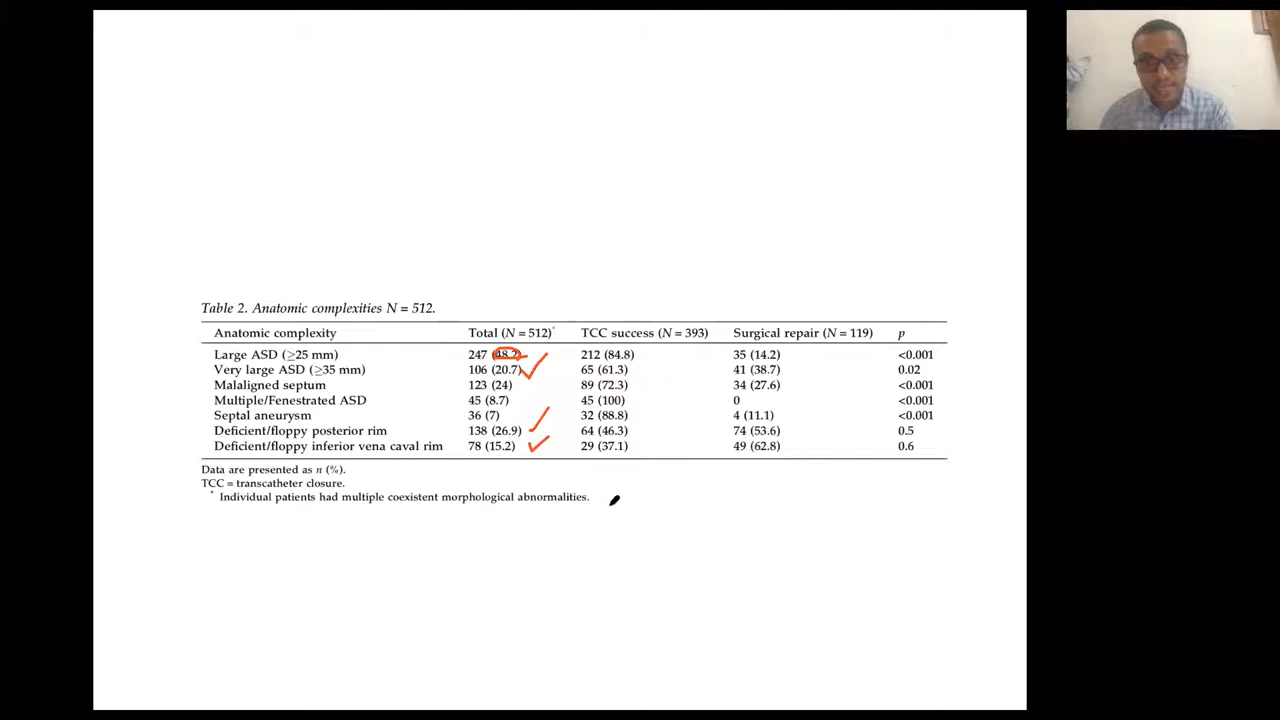 Table 2. Anatomic complexities N = 512.
Anatomic complexity Total (N = 512)* TCC success (N = 393) Surgical repair (N = 119) p
Large ASD (≥25 mm) 247 (48.2) 212 (84.8) 35 (14.2) <0.001
Very large ASD (≥35 mm) 106 (20.7) 65 (61.3) 41 (38.7) 0.02
Malaligned septum 123 (24) 89 (72.3) 34 (27.6) <0.001
Multiple/Fenestrated ASD 45 (8.7) 45 (100) 0 <0.001
Septal aneurysm 36 (7) 32 (88.8) 4 (11.1) <0.001
Deficient/floppy posterior rim 138 (26.9) 64 (46.3) 74 (53.6) 0.5
Deficient/floppy inferior vena caval rim 78 (15.2) 29 (37.1) 49 (62.8) 0.6
Data are presented as n (%).
TCC = transcatheter closure.
* Individual patients had multiple coexistent morphological abnormalities.